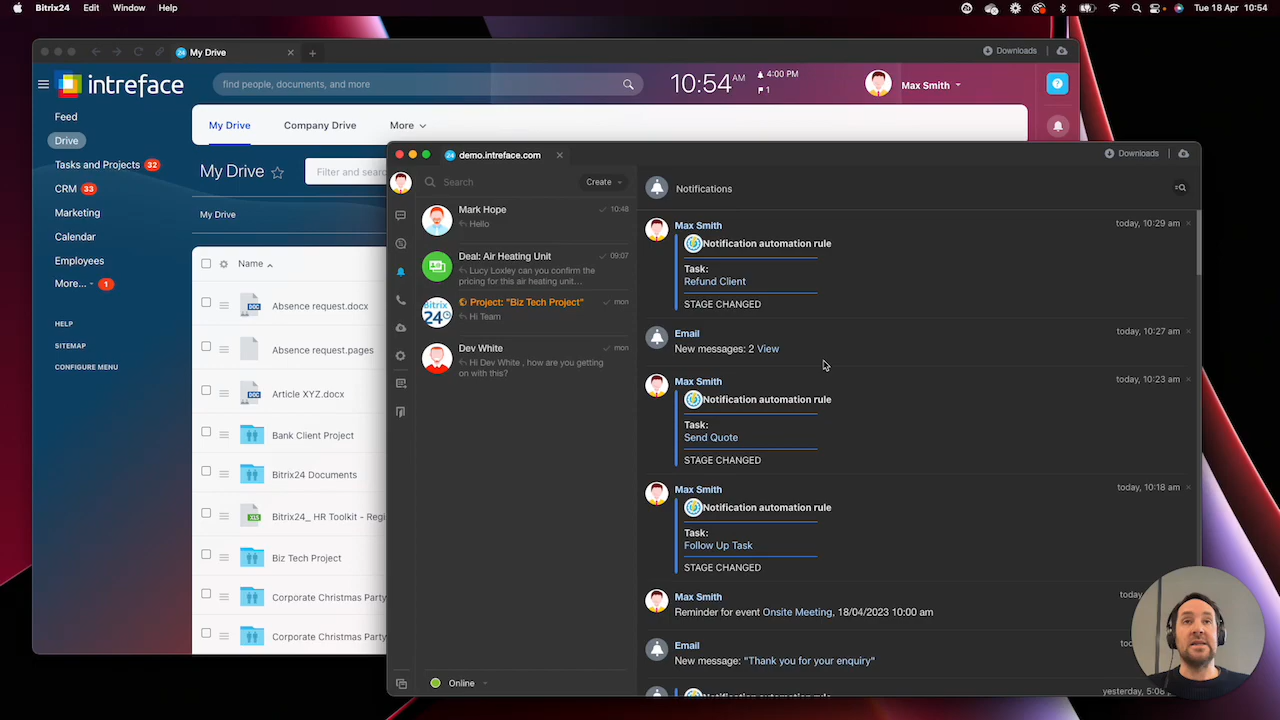 Bitrix24 Edit Window Help
Tue 18 Apr 10:54
My Drive
Downloads
intreface
find people, documents, and more
10:54 AM
4:00 PM
1
Max Smith
Feed
Drive
Tasks and Projects 32
CRM 33
Marketing
Calendar
Employees
More... 1
HELP
SITEMAP
CONFIGURE MENU
My Drive Company Drive More
My Drive
Filter and searc
My Drive
Name
Absence request.docx
Absence request.pages
Article XYZ.docx
Bank Client Project
Bitrix24 Documents
Bitrix24_ HR Toolkit - Regi
Biz Tech Project
Corporate Christmas Party
Corporate Christmas Party
24 demo.intreface.com
Downloads
Search
Create
Mark Hope 10:48
Hello
Deal: Air Heating Unit 09:07
Lucy Loxley can you confirm the
pricing for this air heating unit...
Project: "Biz Tech Project" mon
Hi Team
Dev White mon
Hi Dev White , how are you getting
on with this?
Online
Notifications
Max Smith today, 10:29 am
Notification automation rule
Task:
Refund Client
STAGE CHANGED
Email today, 10:27 am
New messages: 2 View
Max Smith today, 10:23 am
Notification automation rule
Task:
Send Quote
STAGE CHANGED
Max Smith today, 10:18 am
Notification automation rule
Task:
Follow Up Task
STAGE CHANGED
Max Smith
Reminder for event Onsite Meeting, 18/04/2023 10:00 am
Email
New message: "Thank you for your enquiry"
yesterday, 5:08